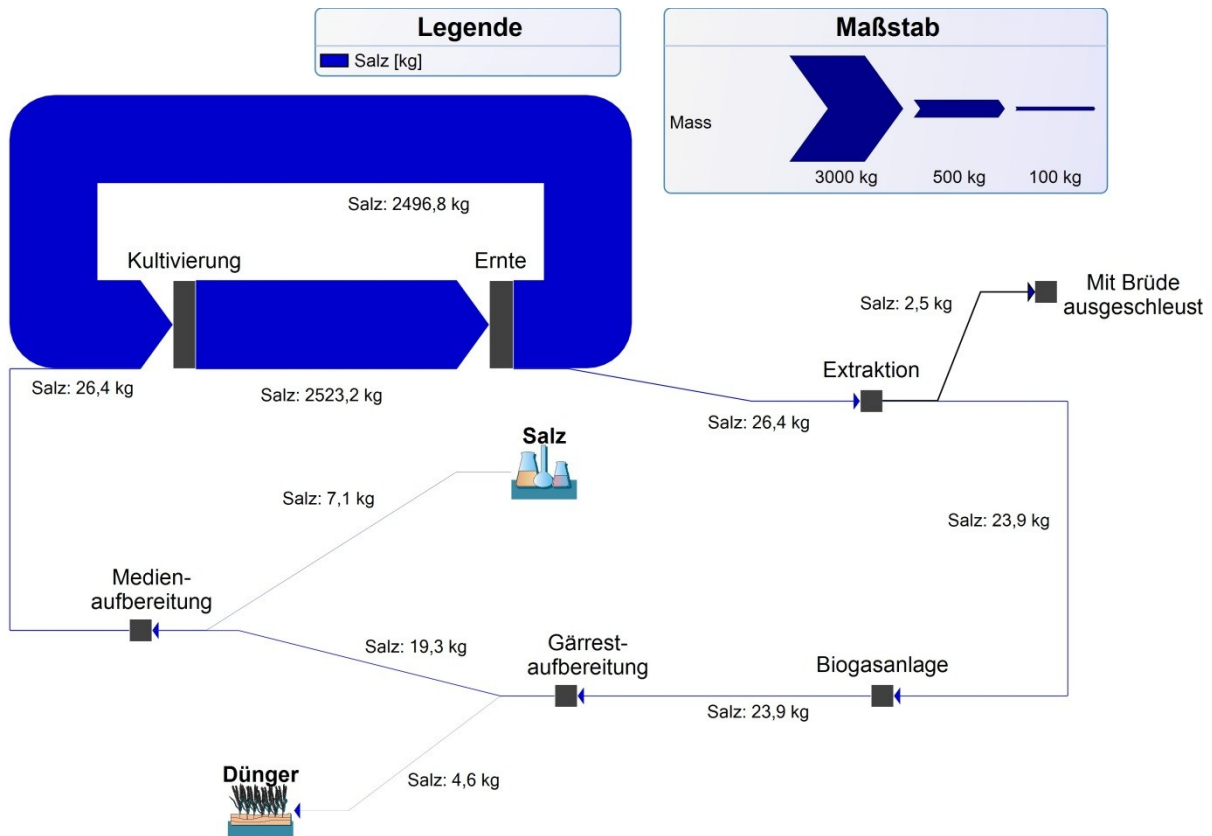 Legende
Salz [kg]
Maßstab
Mass
3000 kg
500 kg
100 kg
Salz: 2496,8 kg
Kultivierung
Ernte
Mit Brüde
ausgeschleust
Salz: 2,5 kg
Extraktion
Salz: 26,4 kg
Salz: 2523,2 kg
Salz: 26,4 kg
Salz
Salz: 7,1 kg
Salz: 23,9 kg
Medien-
aufbereitung
Salz: 19,3 kg
Gärrest-
aufbereitung
Biogasanlage
Salz: 23,9 kg
Dünger
Salz: 4,6 kg